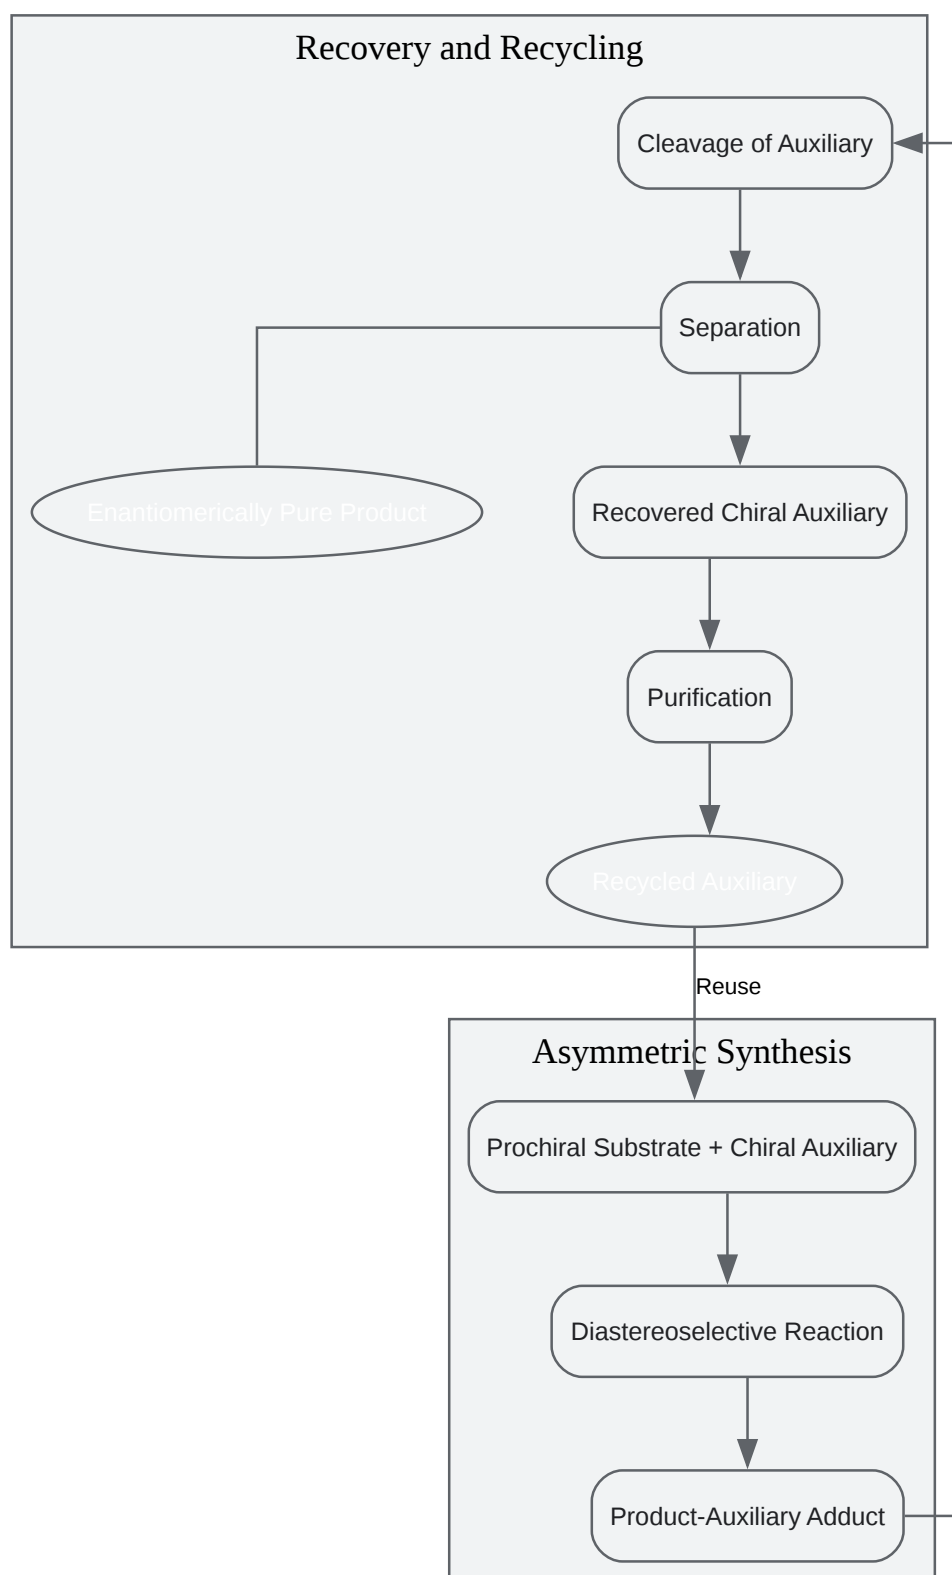 Recovery and Recycling
Cleavage of Auxiliary
Separation
Enantiomerically Pure Product
Recovered Chiral Auxiliary
Purification
Recycled Auxiliary
Reuse
Asymmetric Synthesis
Prochiral Substrate + Chiral Auxiliary
Diastereoselective Reaction
Product-Auxiliary Adduct